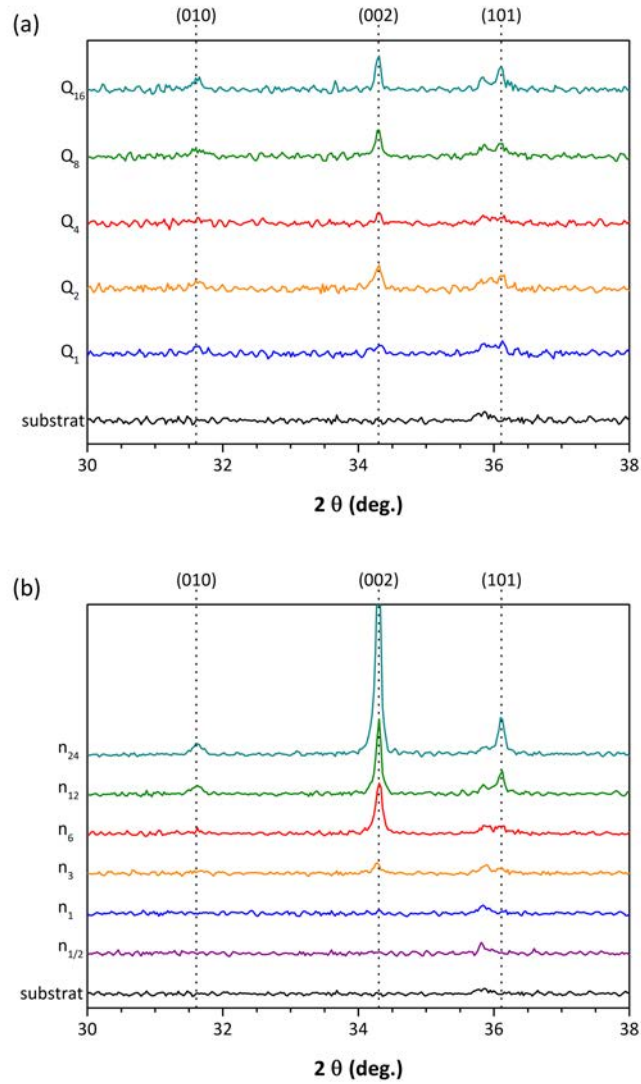 (a)
(010) (002) (101)
Q16
Q8
Q4
Q2
Q1
substrat
30 32 34 36 38
2 θ (deg.)
(b)
(010) (002) (101)
n24
n12
n6
n3
n1
n1/2
substrat
30 32 34 36 38
2 θ (deg.)